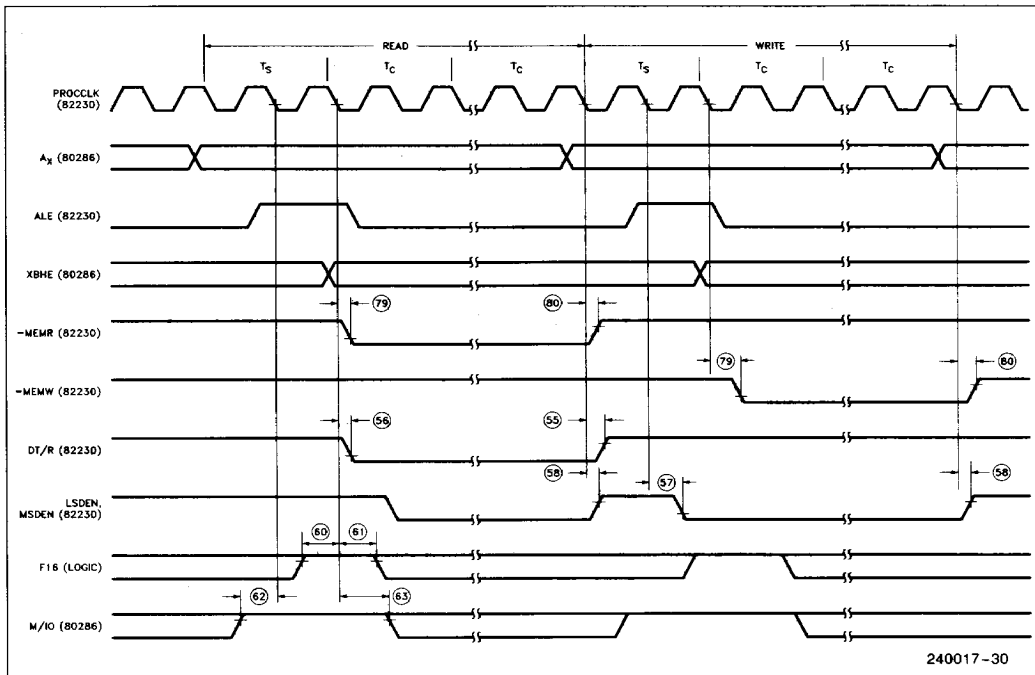 READ WRITE
TS TC TC TS TC TC
PROCCLK
(82230)
AX (80286)
ALE (82230)
XBHE (80286)
79 80
-MEMR (82230)
79 80
-MEMW (82230)
56 55
DT/R (82230)
58 57 58
LSDEN,
MSDEN (82230)
60 61
F16 (LOGIC)
62 63
M/IO (80286)
240017-30